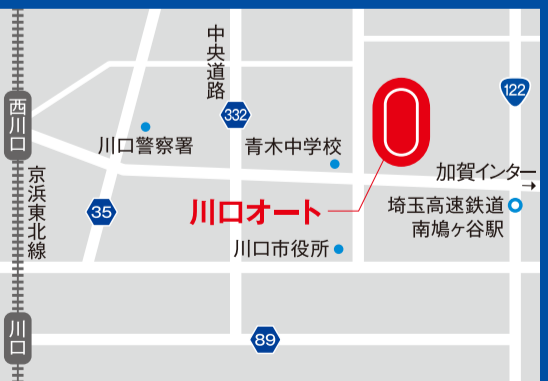 中央道路
122
西川口
332
川口警察署
青木中学校
加賀インター
京浜東北線
35
川口オート
埼玉高速鉄道
南鳩ヶ谷駅
川口市役所
川口
89